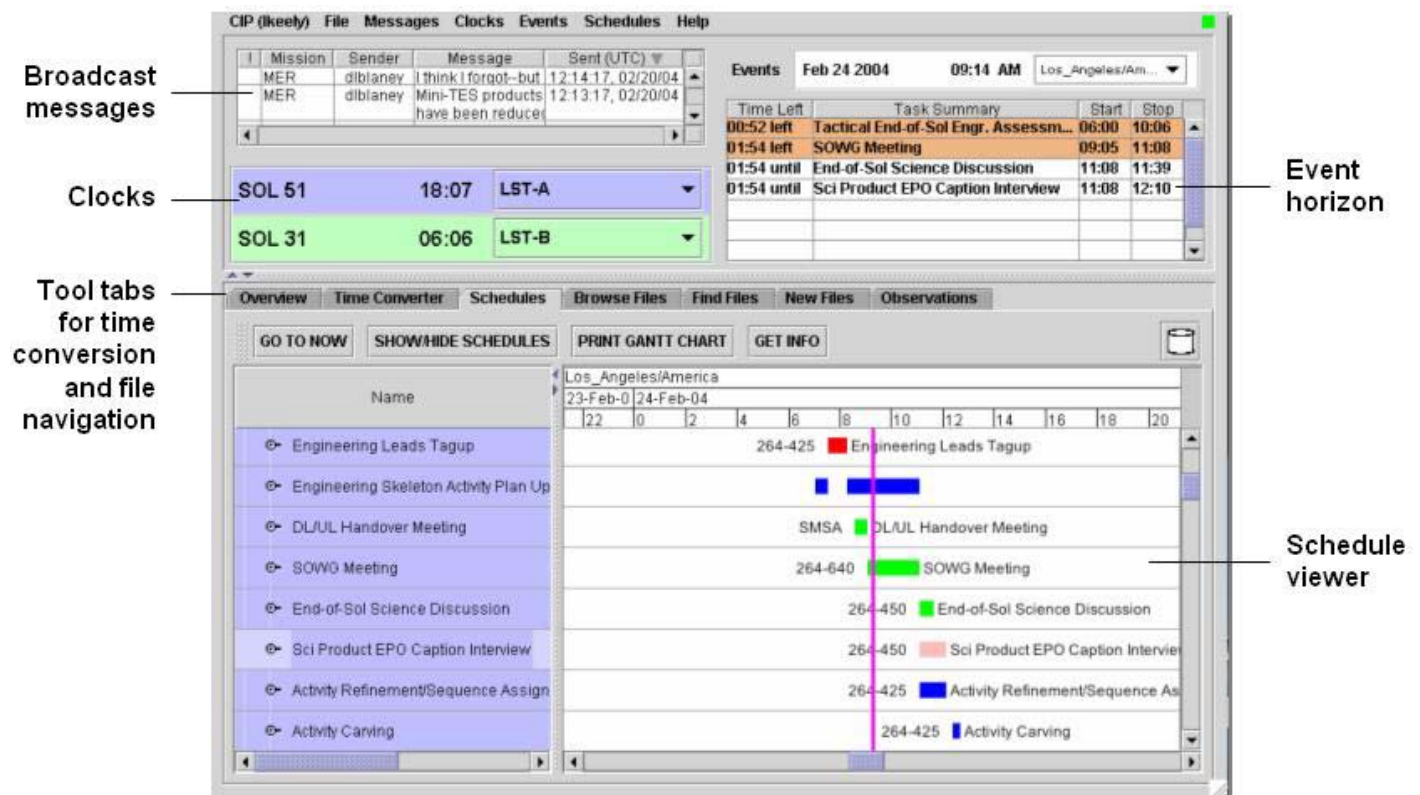 CIP (lkeely) File Messages Clocks Events Schedules Help
Broadcast messages
! Mission Sender Message Sent (UTC)
MER dlblaney I think I forgot--but 12:14:17, 02/20/04
MER dlblaney Mini-TES products 12:13:17, 02/20/04
have been reduced
Events Feb 24 2004 09:14 AM Los_Angeles/Am...
Time Left Task Summary Start Stop
00:52 left Tactical End-of-Sol Engr. Assessm... 06:00 10:06
01:54 left SOWG Meeting 09:05 11:08
01:54 until End-of-Sol Science Discussion 11:08 11:39
01:54 until Sci Product EPO Caption Interview 11:08 12:10
Event
horizon
Clocks
SOL 51 18:07 LST-A
SOL 31 06:06 LST-B
Tool tabs
for time
conversion
and file
navigation
Overview Time Converter Schedules Browse Files Find Files New Files Observations
GO TO NOW SHOW/HIDE SCHEDULES PRINT GANTT CHART GET INFO
Name
Los_Angeles/America
23-Feb-0 24-Feb-04
22 0 2 4 6 8 10 12 14 16 18 20
Engineering Leads Tagup 264-425 Engineering Leads Tagup
Engineering Skeleton Activity Plan Up
DL/UL Handover Meeting SMSA DL/UL Handover Meeting
SOWG Meeting 264-640 SOWG Meeting
End-of-Sol Science Discussion 264-450 End-of-Sol Science Discussion
Sci Product EPO Caption Interview 264-450 Sci Product EPO Caption Intervie
Activity Refinement/Sequence Assign 264-425 Activity Refinement/Sequence As
Activity Carving 264-425 Activity Carving
Schedule
viewer